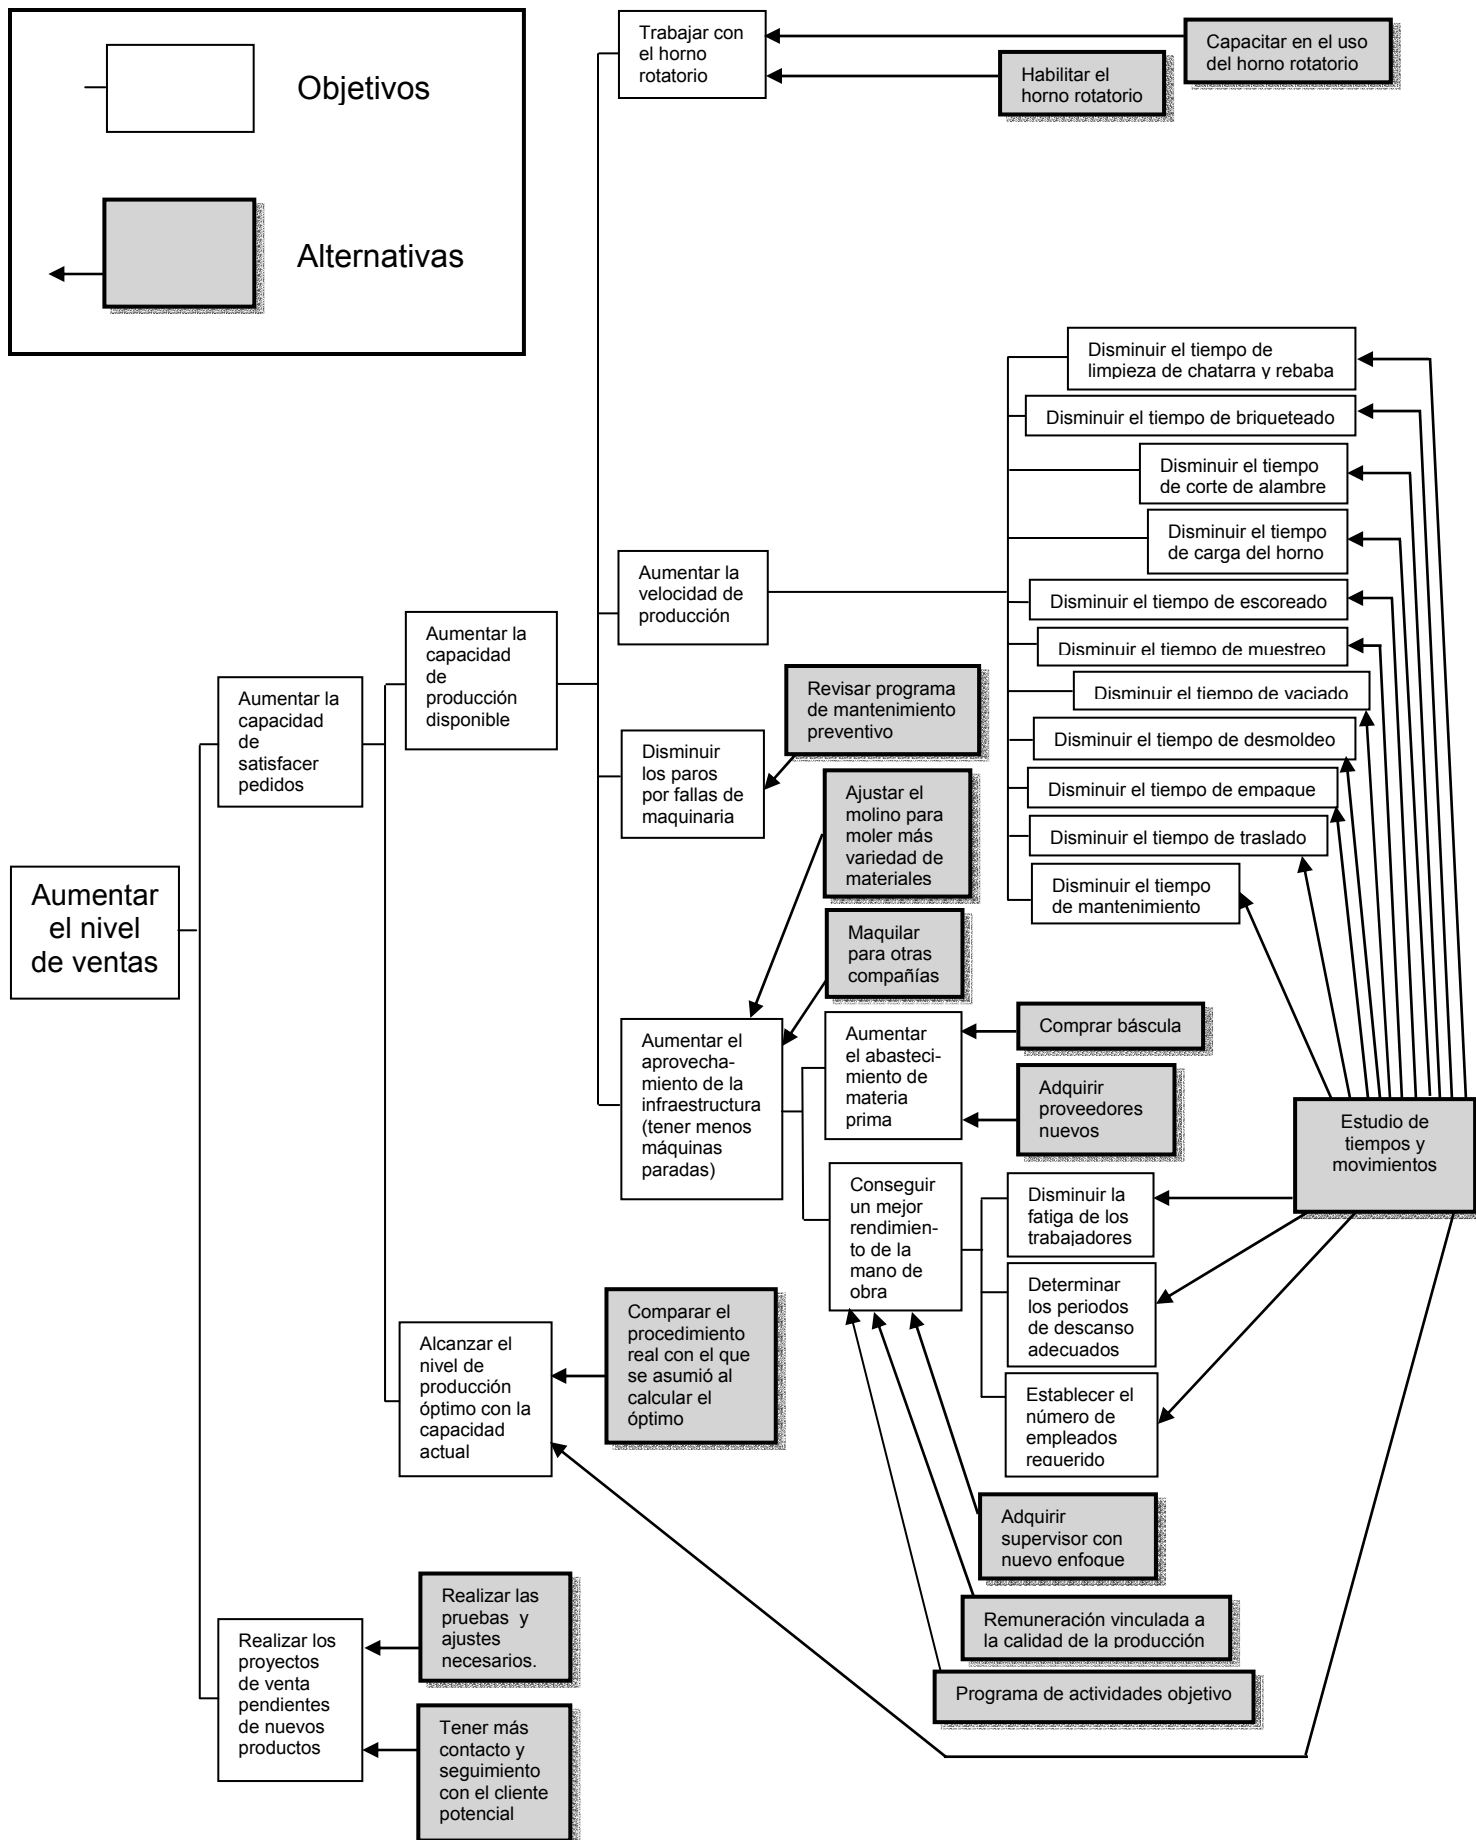 Objetivos
Alternativas
Trabajar con
el horno
rotatorio
Capacitar en el uso
del horno rotatorio
Habilitar el
horno rotatorio
Disminuir el tiempo de
limpieza de chatarra y rebaba
Disminuir el tiempo de briqueteado
Disminuir el tiempo
de corte de alambre
Disminuir el tiempo
de carga del horno
Disminuir el tiempo de escoreado
Disminuir el tiempo de muestreo
Disminuir el tiempo de vaciado
Disminuir el tiempo de desmoldeo
Disminuir el tiempo de empaque
Disminuir el tiempo de traslado
Disminuir el tiempo
de mantenimiento
Aumentar la
velocidad de
producción
Aumentar la
capacidad
de
producción
disponible
Aumentar la
capacidad
de
satisfacer
pedidos
Revisar programa
de mantenimiento
preventivo
Disminuir
los paros
por fallas de
maquinaria
Ajustar el
molino para
moler más
variedad de
materiales
Aumentar
el nivel
de ventas
Maquilar
para otras
compañías
Aumentar el
aprovecha-
miento de la
infraestructura
(tener menos
máquinas
paradas)
Aumentar
el abasteci-
miento de
materia
prima
Comprar báscula
Adquirir
proveedores
nuevos
Estudio de
tiempos y
movimientos
Conseguir
un mejor
rendimien-
to de la
mano de
obra
Disminuir la
fatiga de los
trabajadores
Determinar
los periodos
de descanso
adecuados
Establecer el
número de
empleados
requerido
Comparar el
procedimiento
real con el que
se asumió al
calcular el
óptimo
Alcanzar el
nivel de
producción
óptimo con la
capacidad
actual
Adquirir
supervisor con
nuevo enfoque
Remuneración vinculada a
la calidad de la producción
Programa de actividades objetivo
Realizar las
pruebas y
ajustes
necesarios.
Realizar los
proyectos
de venta
pendientes
de nuevos
productos
Tener más
contacto y
seguimiento
con el cliente
potencial